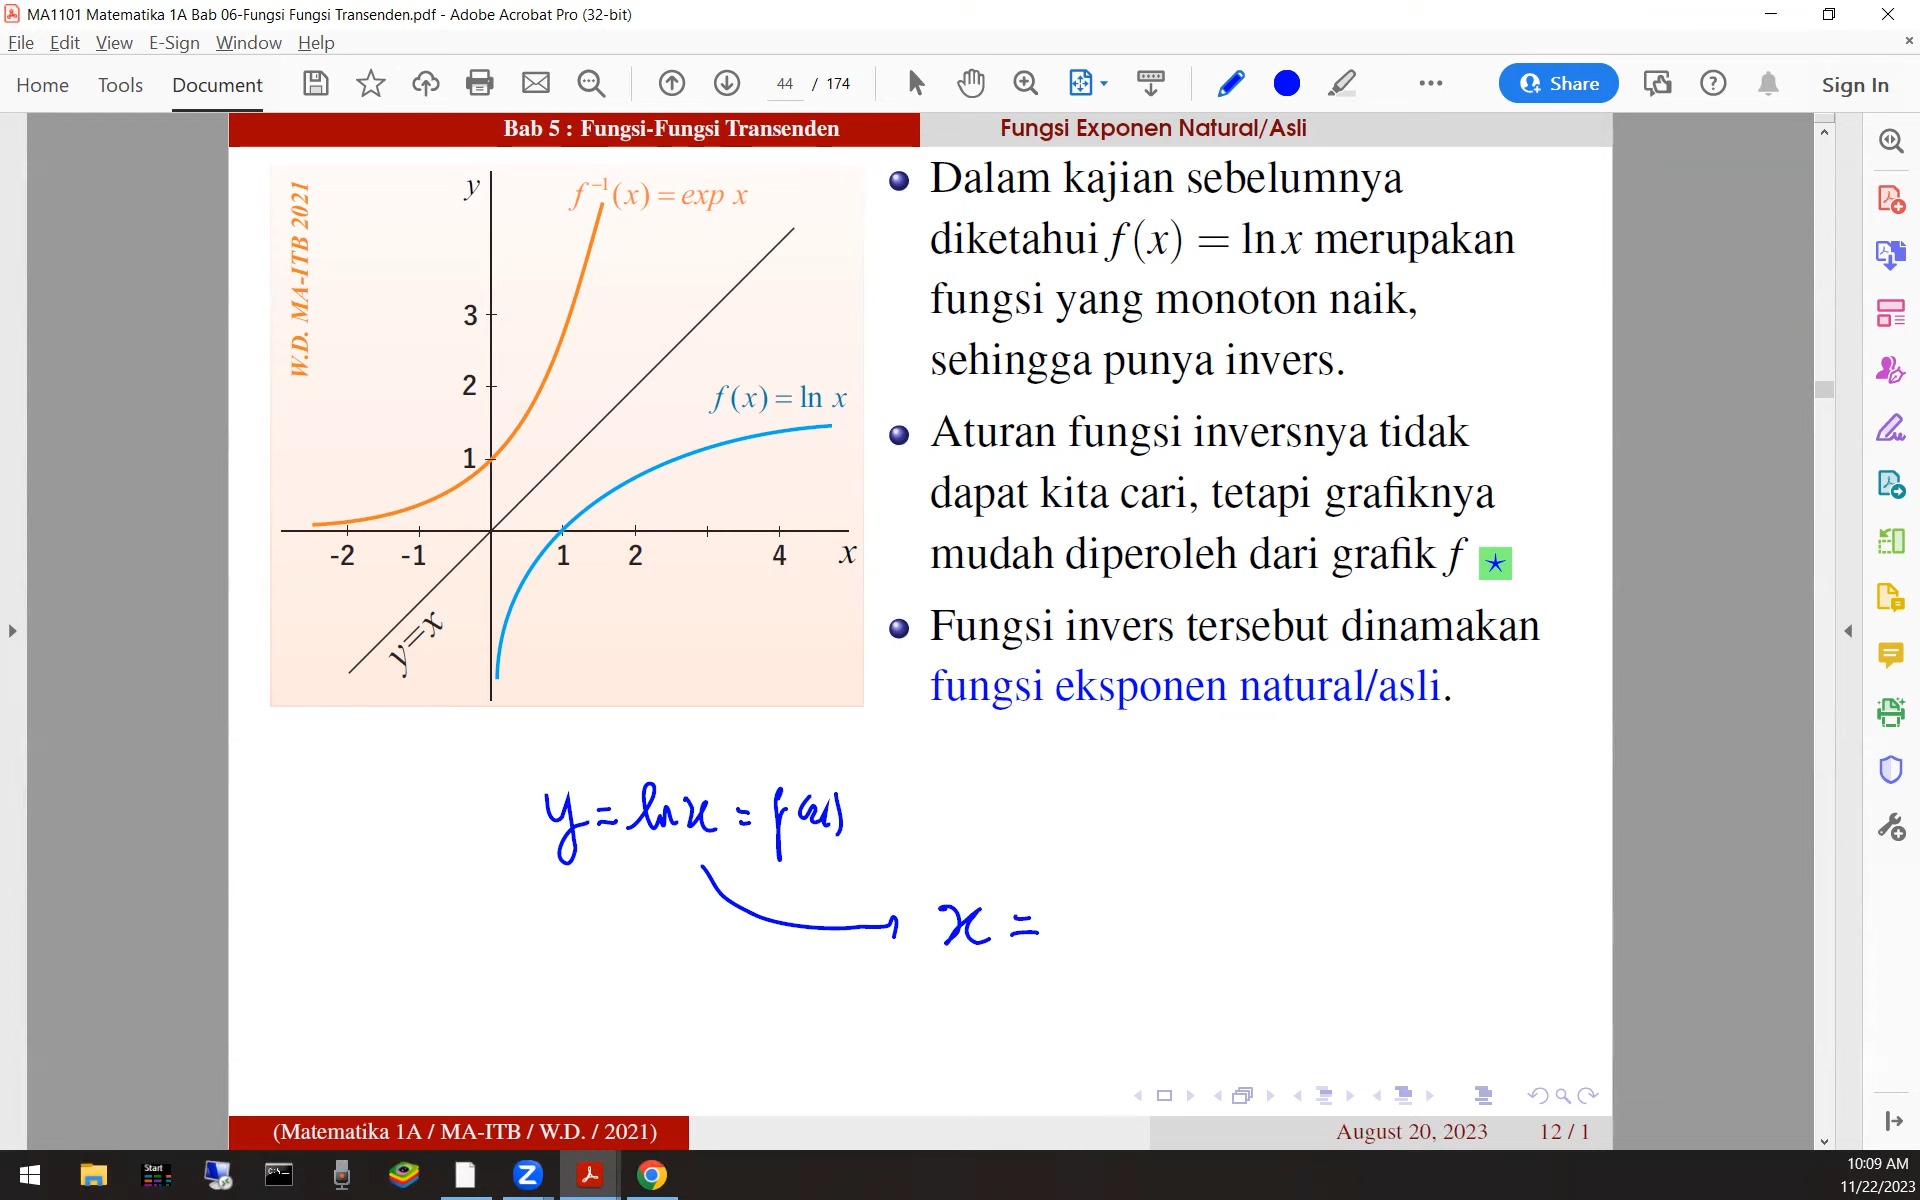 MA1101 Matematika 1A Bab 06-Fungsi Fungsi Transenden.pdf - Adobe Acrobat Pro (32-bit)
File Edit View E-Sign Window Help
Home Tools Document 44 / 174 Share Sign In
Bab 5 : Fungsi-Fungsi Transenden
Fungsi Exponen Natural/Asli
W.D. MA-ITB 2021
y
f⁻¹(x) = exp x
3
2
1
f(x) = ln x
-2 -1 1 2 4 x
y=x
Dalam kajian sebelumnya
diketahui f(x) = ln x merupakan
fungsi yang monoton naik,
sehingga punya invers.
Aturan fungsi inversnya tidak
dapat kita cari, tetapi grafiknya
mudah diperoleh dari grafik f ★
Fungsi invers tersebut dinamakan
fungsi eksponen natural/asli.
y = ln x = f(x)
x =
(Matematika 1A / MA-ITB / W.D. / 2021)
August 20, 2023 12 / 1
Start
10:09 AM
11/22/2023